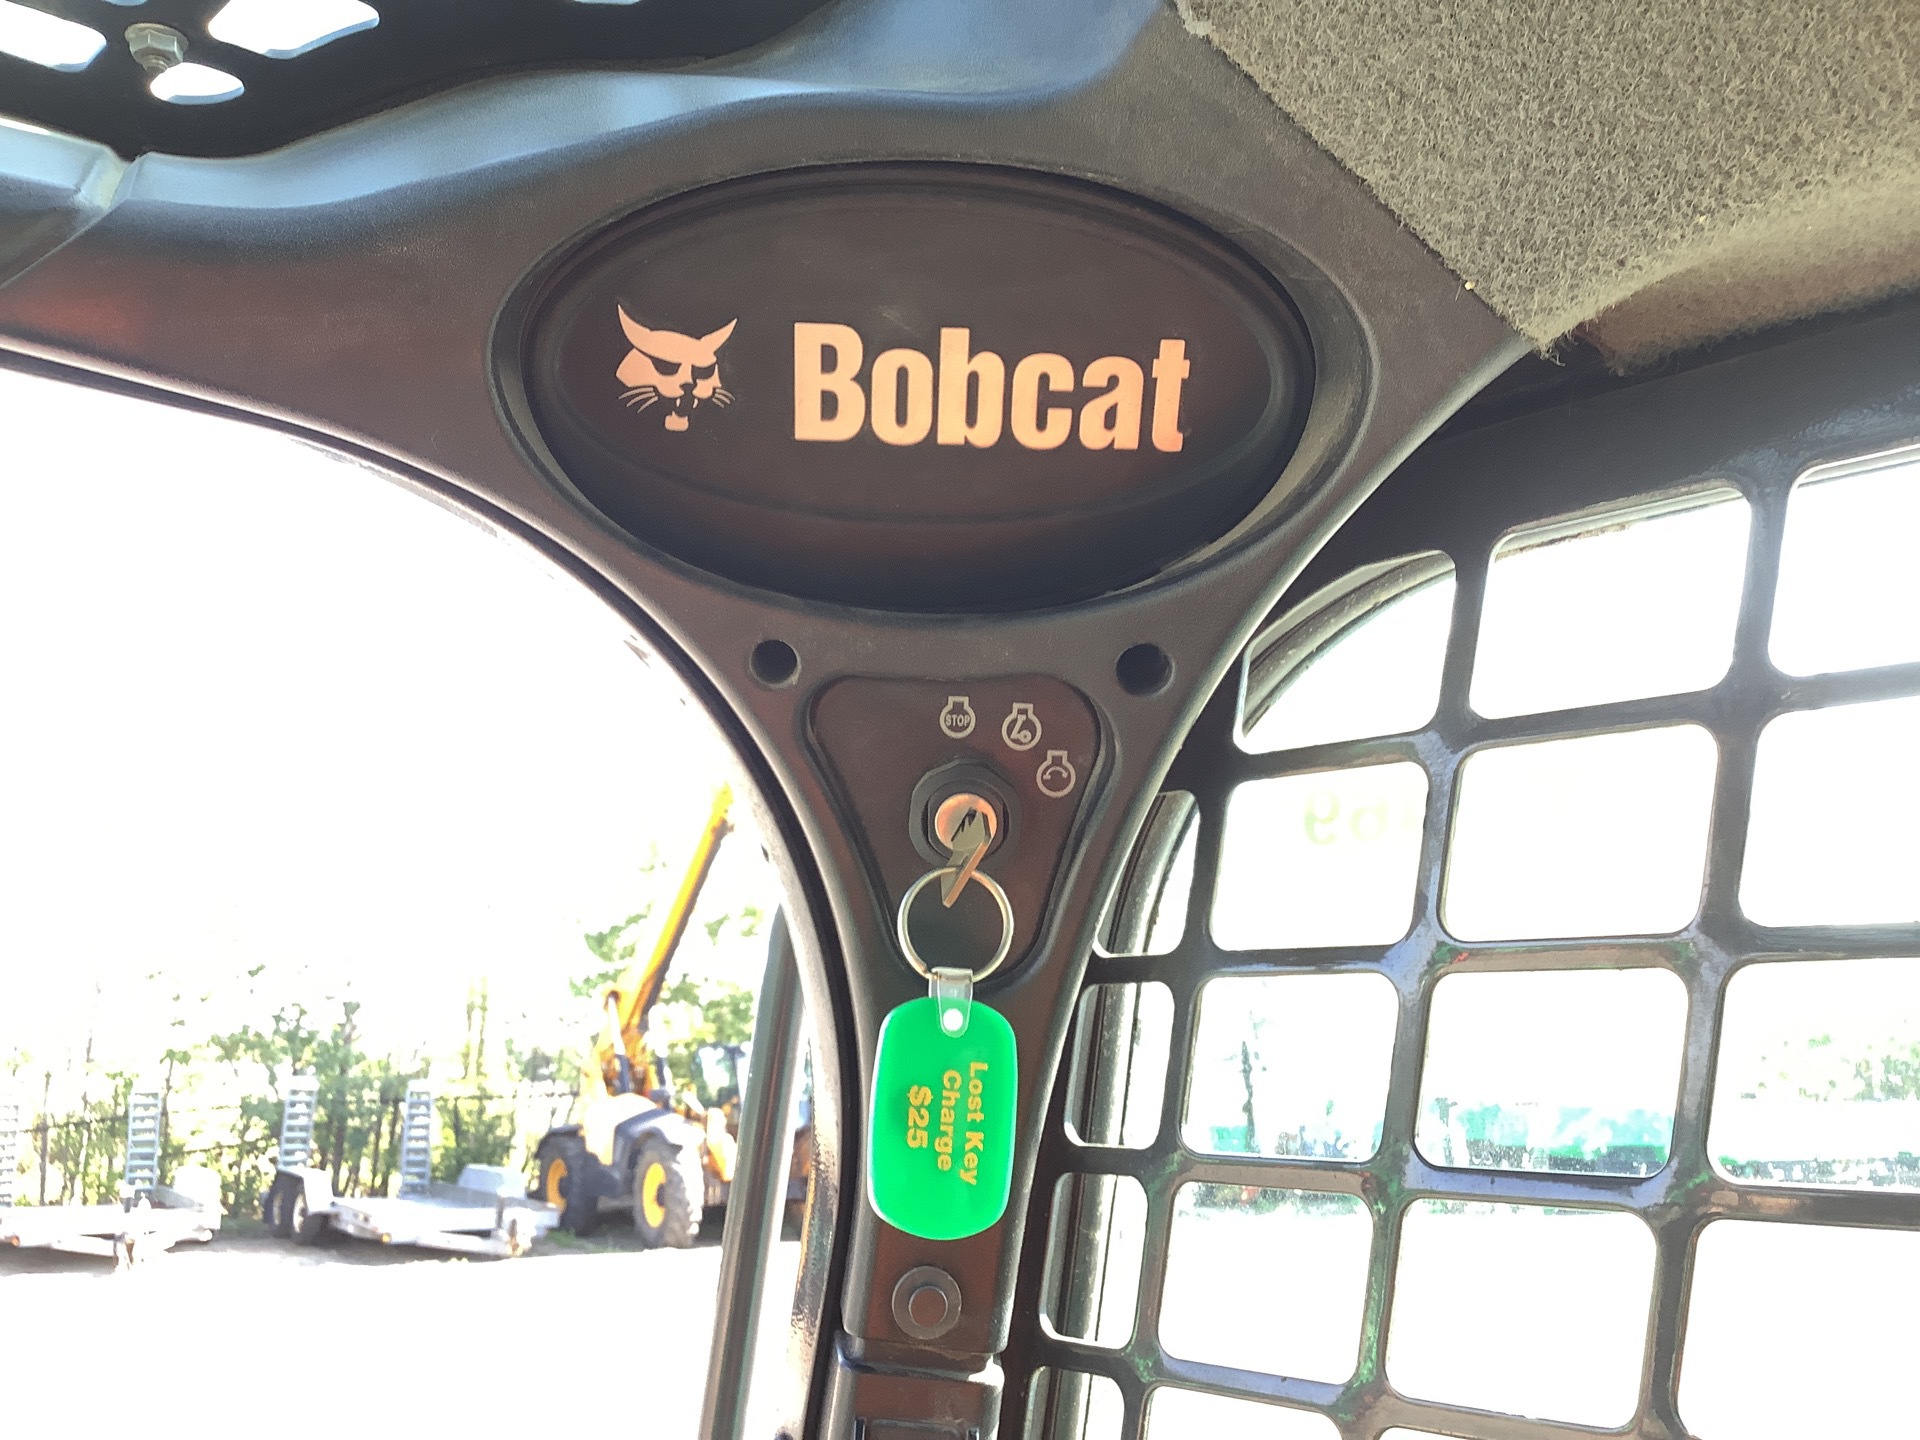 Bobcat
STOP
Lost Key
Charge
$25